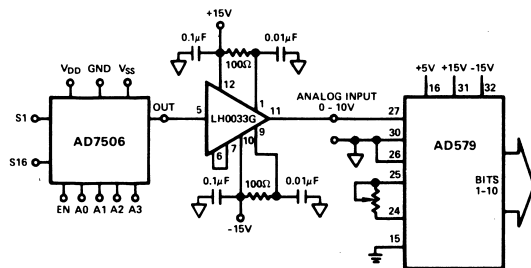 +15V
0.1µF
0.01µF
100Ω
VDD GND VSS
+5V +15V -15V
16 31 32
12
1
OUT
5
LH0033G
11
ANALOG INPUT
0 - 10V
27
S1
AD7506
30
AD579
26
S16
6 7 10 9
BITS
1-10
25
0.1µF
100Ω
0.01µF
24
EN A0 A1 A2 A3
-15V
15